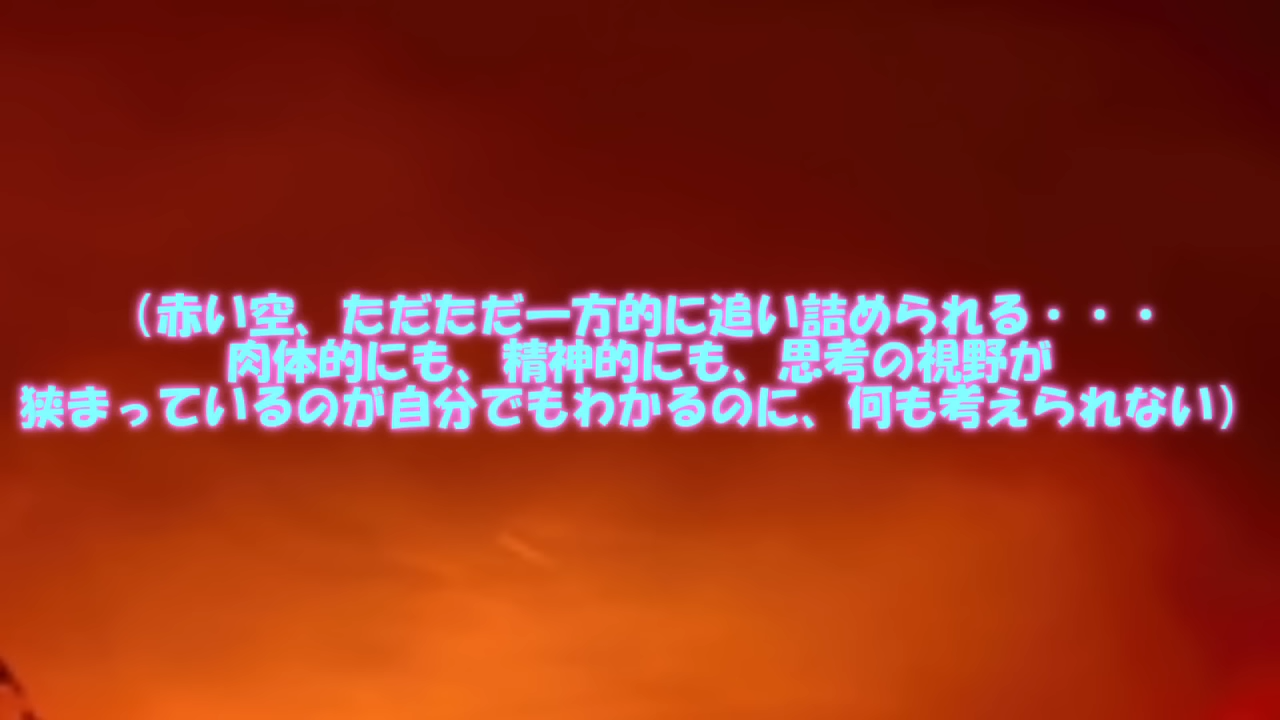 （赤い空、ただただ一方的に追い詰められる・・・
肉体的にも、精神的にも、思考の視野が
狭まっているのが自分でもわかるのに、何も考えられない）